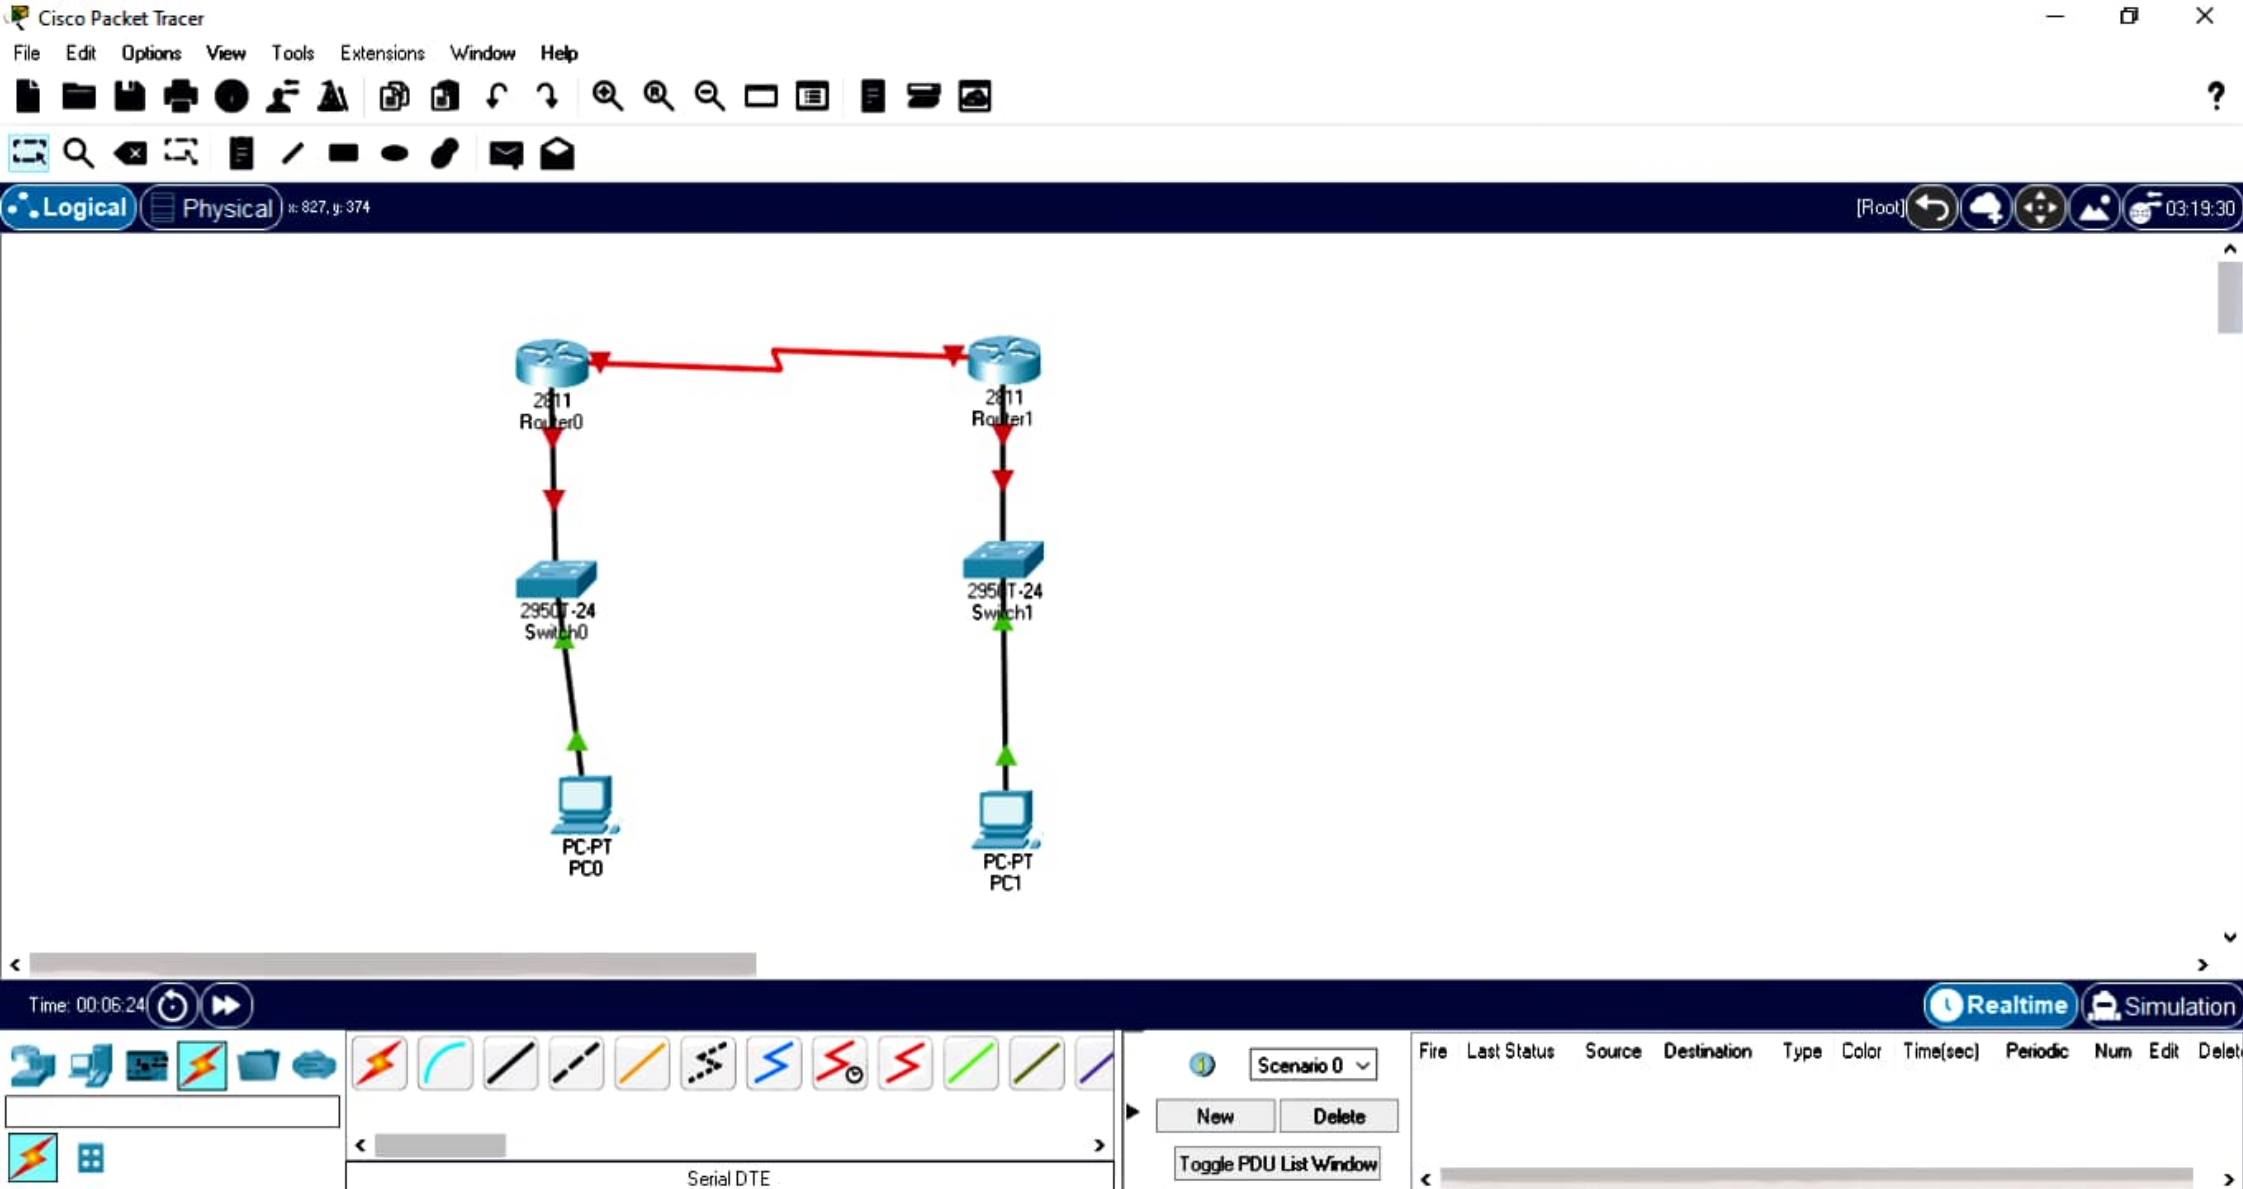 Cisco Packet Tracer
File Edit Options View Tools Extensions Window Help
?
Logical Physical x: 827, y: 374 [Root] 03:19:30
2811
Router0
2811
Router1
2950T-24
Switch0
2950T-24
Switch1
PC-PT
PC0
PC-PT
PC1
Time: 00:06:24 Realtime Simulation
Scenario 0
New Delete
Toggle PDU List Window
Fire Last Status Source Destination Type Color Time(sec) Periodic Num Edit Delet
Serial DTE